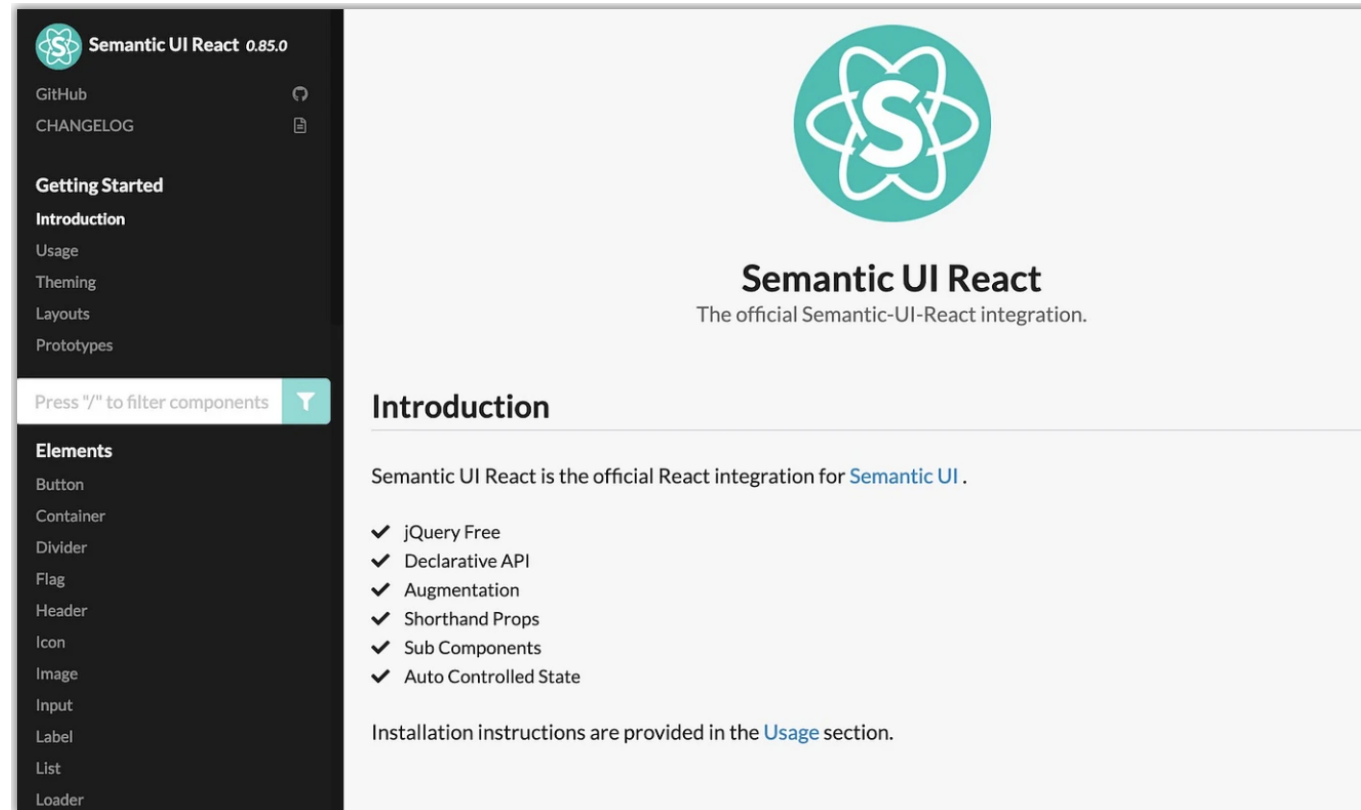 Semantic UI React 0.85.0
GitHub
CHANGELOG
Getting Started
Introduction
Usage
Theming
Layouts
Prototypes
Press "/" to filter components
Elements
Button
Container
Divider
Flag
Header
Icon
Image
Input
Label
List
Loader
S
Semantic UI React
The official Semantic-UI-React integration.
Introduction
Semantic UI React is the official React integration for Semantic UI .
jQuery Free
Declarative API
Augmentation
Shorthand Props
Sub Components
Auto Controlled State
Installation instructions are provided in the Usage section.